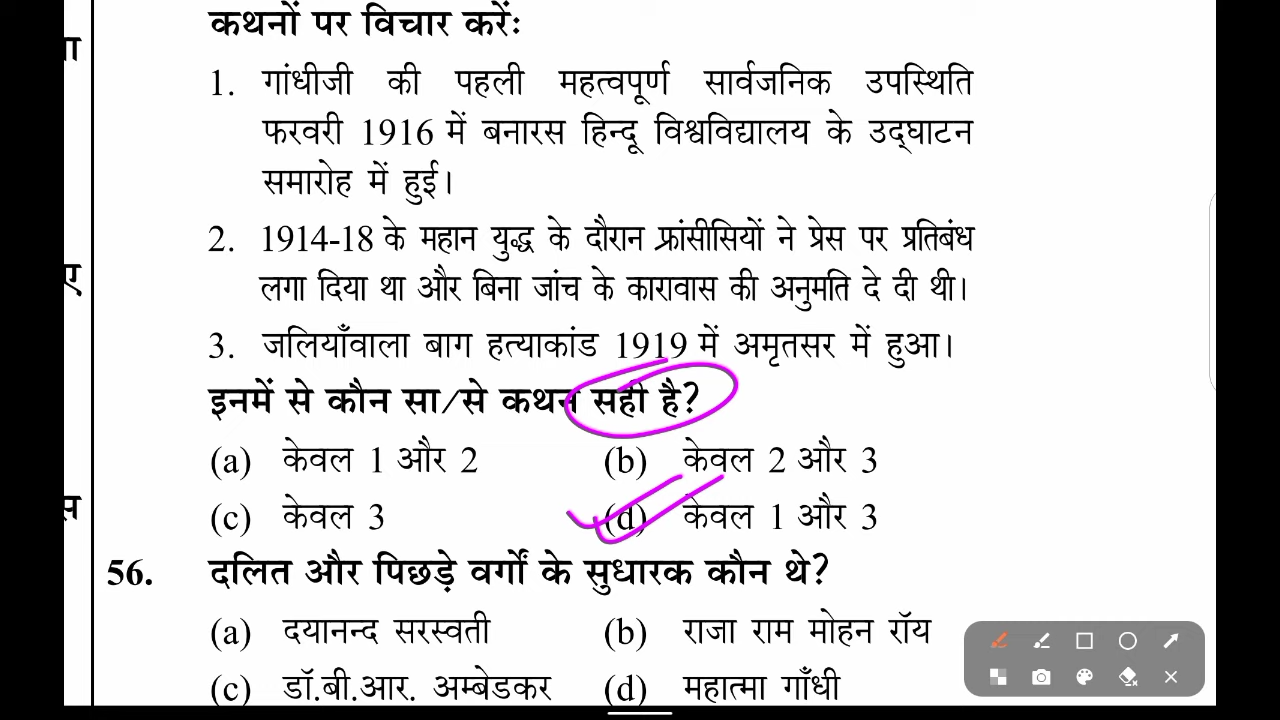 कथनों पर विचार करेंः
1. गांधीजी की पहली महत्वपूर्ण सार्वजनिक उपस्थिति
फरवरी 1916 में बनारस हिन्दू विश्वविद्यालय के उद्घाटन
समारोह में हुई।
2. 1914-18 के महान युद्ध के दौरान फ्रांसीसियों ने प्रेस पर प्रतिबंध
लगा दिया था और बिना जांच के कारावास की अनुमति दे दी थी।
3. जलियाँवाला बाग हत्याकांड 1919 में अमृतसर में हुआ।
इनमें से कौन सा/से कथन सही है?
(a) केवल 1 और 2 (b) केवल 2 और 3
(c) केवल 3 (d) केवल 1 और 3
56. दलित और पिछड़े वर्गों के सुधारक कौन थे?
(a) दयानन्द सरस्वती (b) राजा राम मोहन रॉय
(c) डॉ.बी.आर. अम्बेडकर (d) महात्मा गाँधी